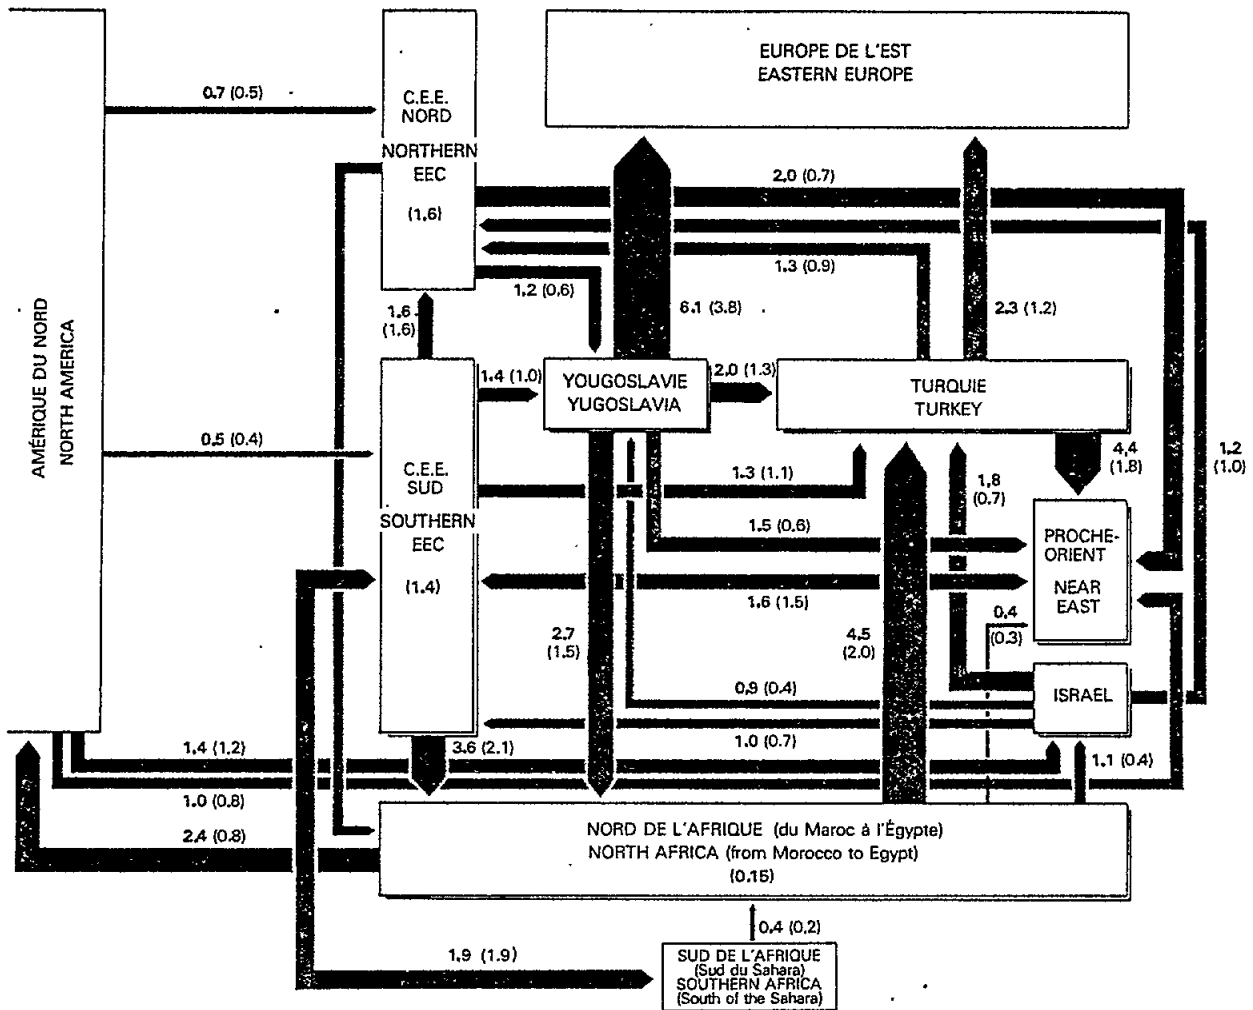 EUROPE DE L'EST
EASTERN EUROPE
0.7 (0.5)
C.E.E.
NORD
NORTHERN
EEC
(1.6)
2.0 (0.7)
1.3 (0.9)
1.2 (0.6)
6.1 (3.8)
2.3 (1.2)
1.6
(1.6)
AMÉRIQUE DU NORD
NORTH AMERICA
1.4 (1.0)
YOUGOSLAVIE
YUGOSLAVIA
2.0 (1.3)
TURQUIE
TURKEY
0.5 (0.4)
4.4
(1.8)
1.2
(1.0)
C.E.E.
SUD
SOUTHERN
EEC
(1.4)
1.3 (1.1)
1.8
(0.7)
1.5 (0.6)
PROCHE-
ORIENT
NEAR
EAST
1.6 (1.5)
0.4
(0.3)
2.7
(1.5)
4.5
(2.0)
0.9 (0.4)
ISRAËL
1.0 (0.7)
3.6 (2.1)
1.4 (1.2)
1.1 (0.4)
1.0 (0.8)
2.4 (0.8)
NORD DE L'AFRIQUE (du Maroc à l'Égypte)
NORTH AFRICA (from Morocco to Egypt)
(0.15)
0.4 (0.2)
1.9 (1.9)
SUD DE L'AFRIQUE
(Sud du Sahara)
SOUTHERN AFRICA
(South of the Sahara)